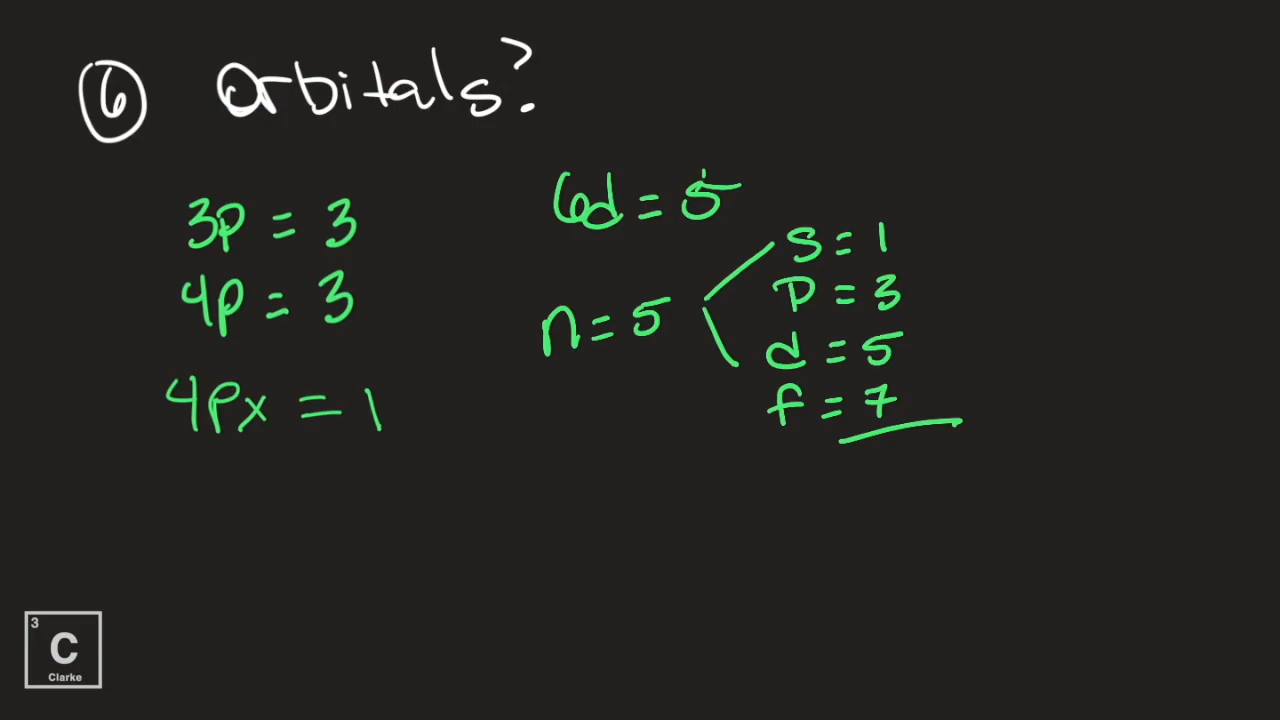 6 Orbitals?
3p = 3
4p = 3
4px = 1
6d = 5
n = 5
s = 1
p = 3
d = 5
f = 7
3
C
Clarke